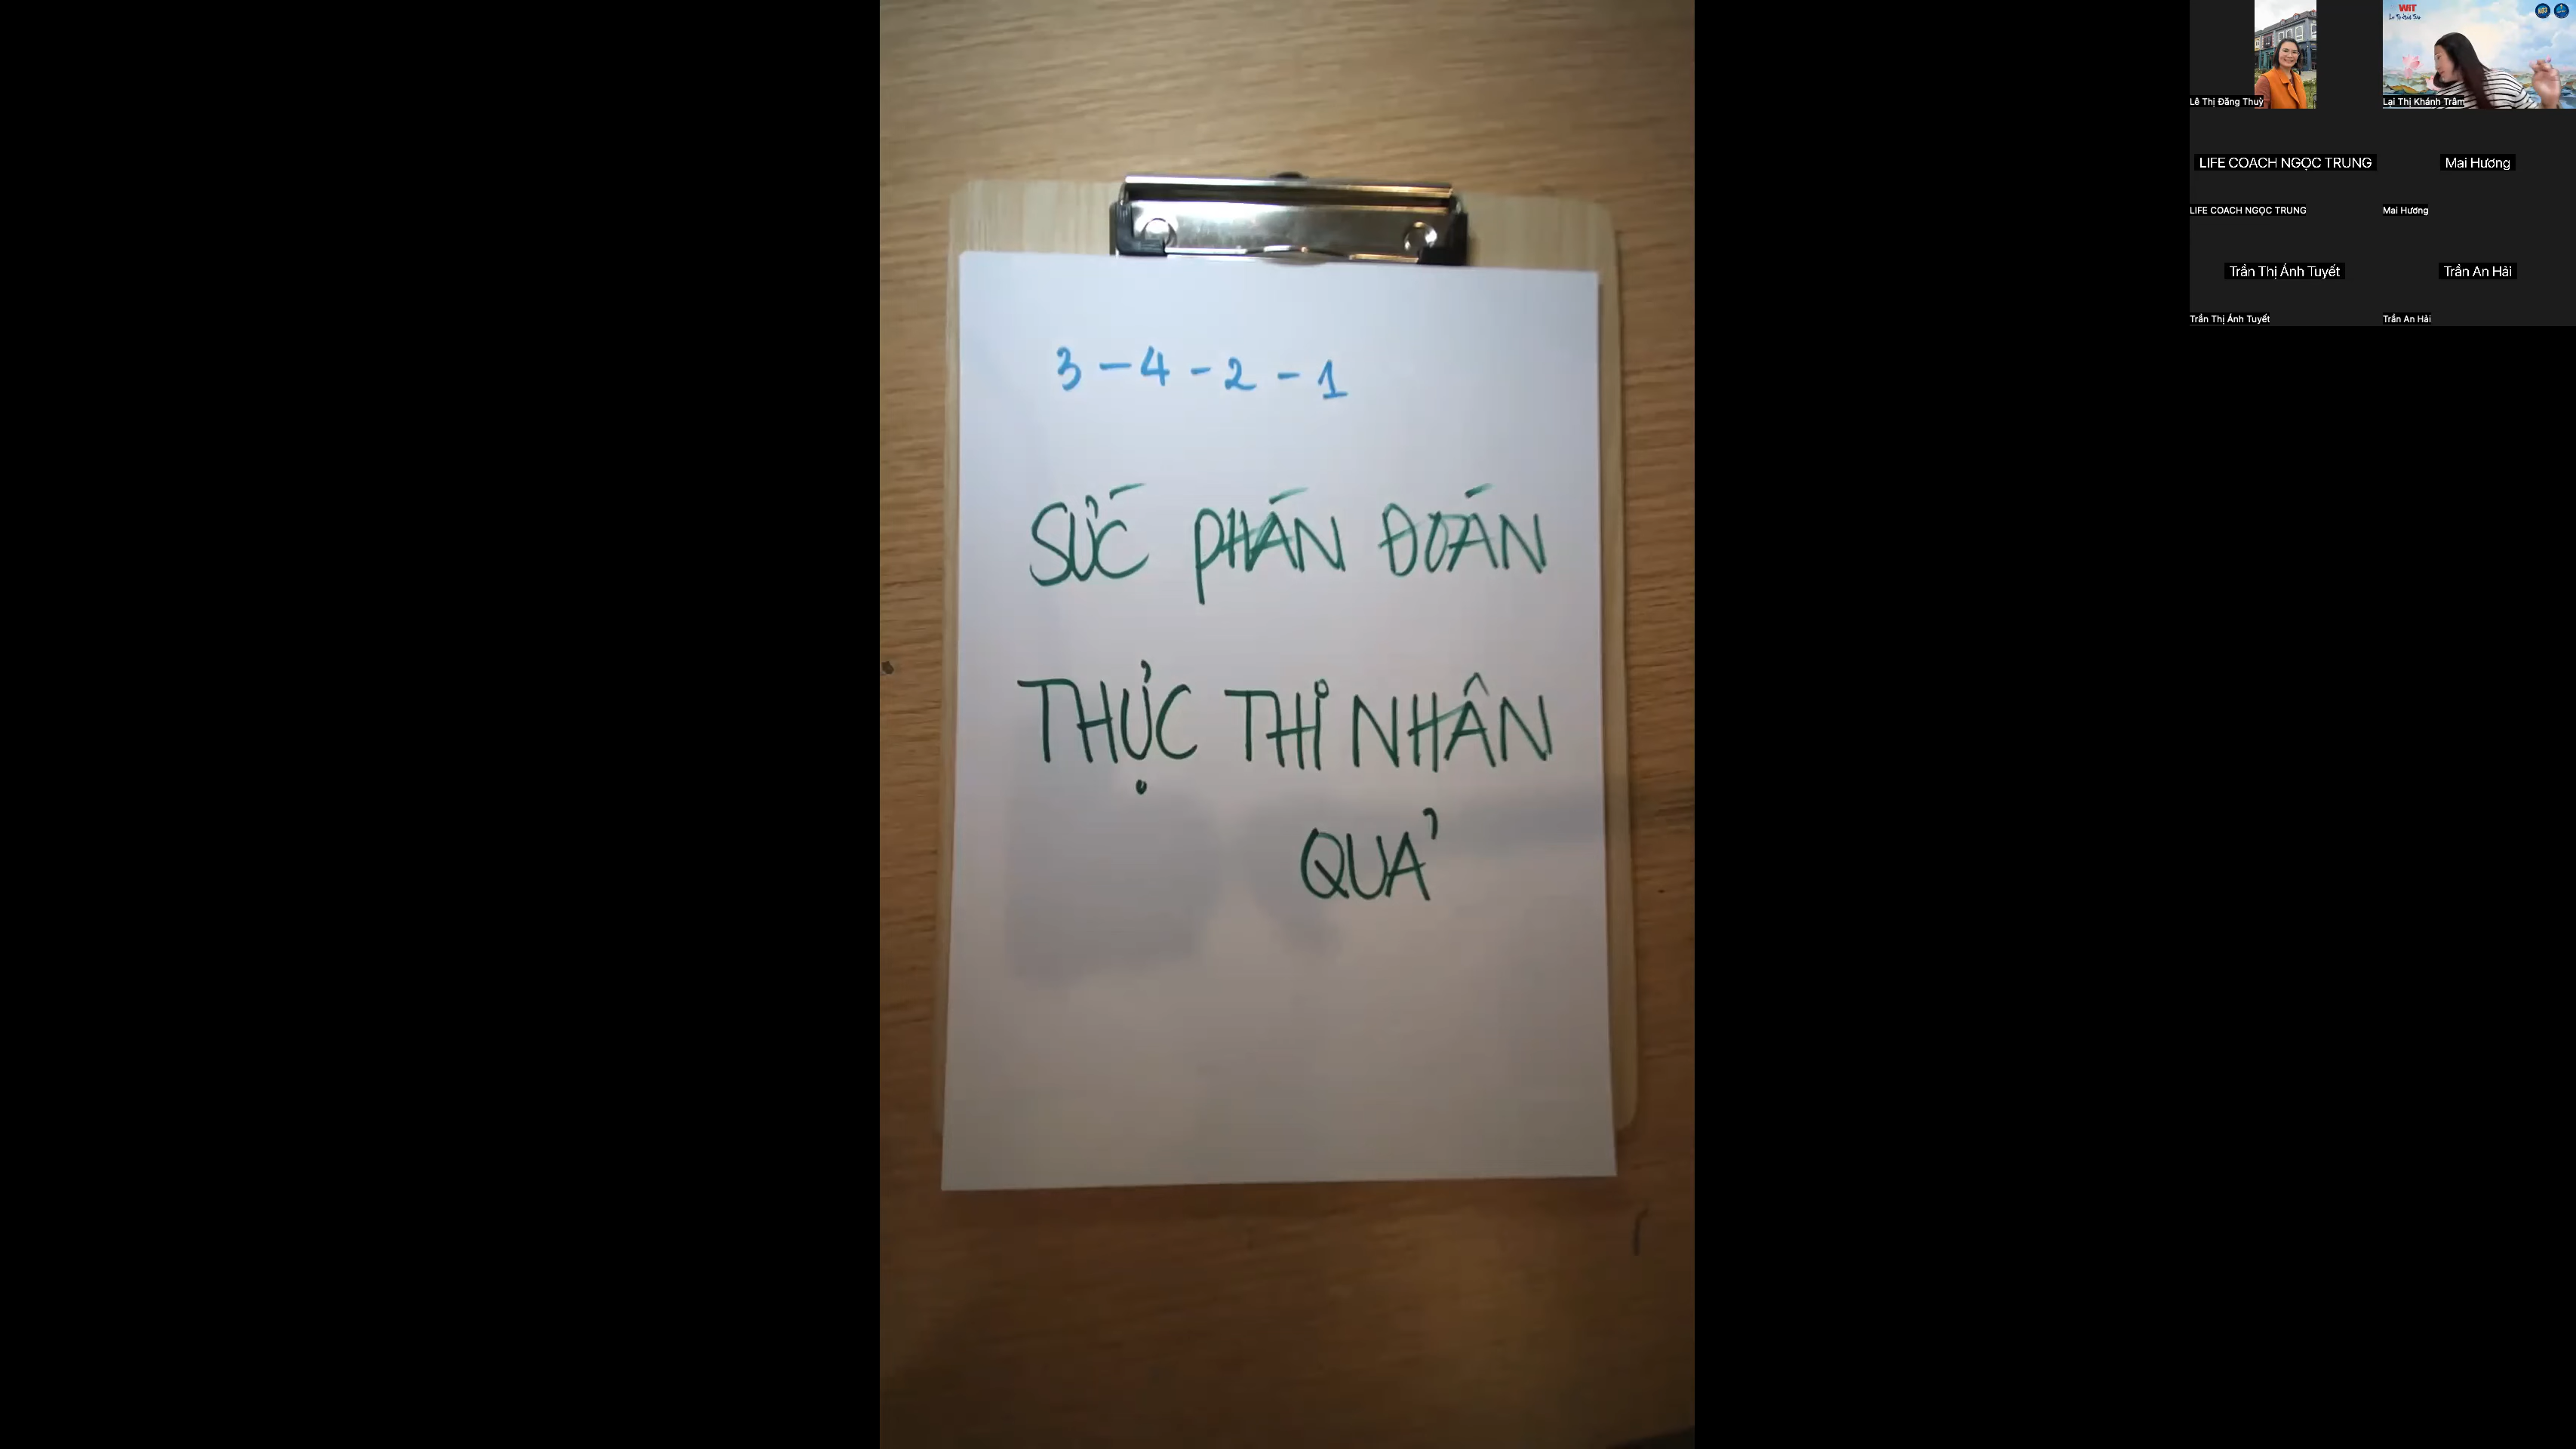 3 - 4 - 2 - 1
SỨC PHÁN ĐOÁN
THỰC THI NHÂN
QUẢ
WiT
Lê Thị Đăng Thuỳ
Lại Thị Khánh Trâm
LIFE COACH NGỌC TRUNG
Mai Hương
LIFE COACH NGỌC TRUNG
Mai Hương
Trần Thị Ánh Tuyết
Trần An Hải
Trần Thị Ánh Tuyết
Trần An Hải